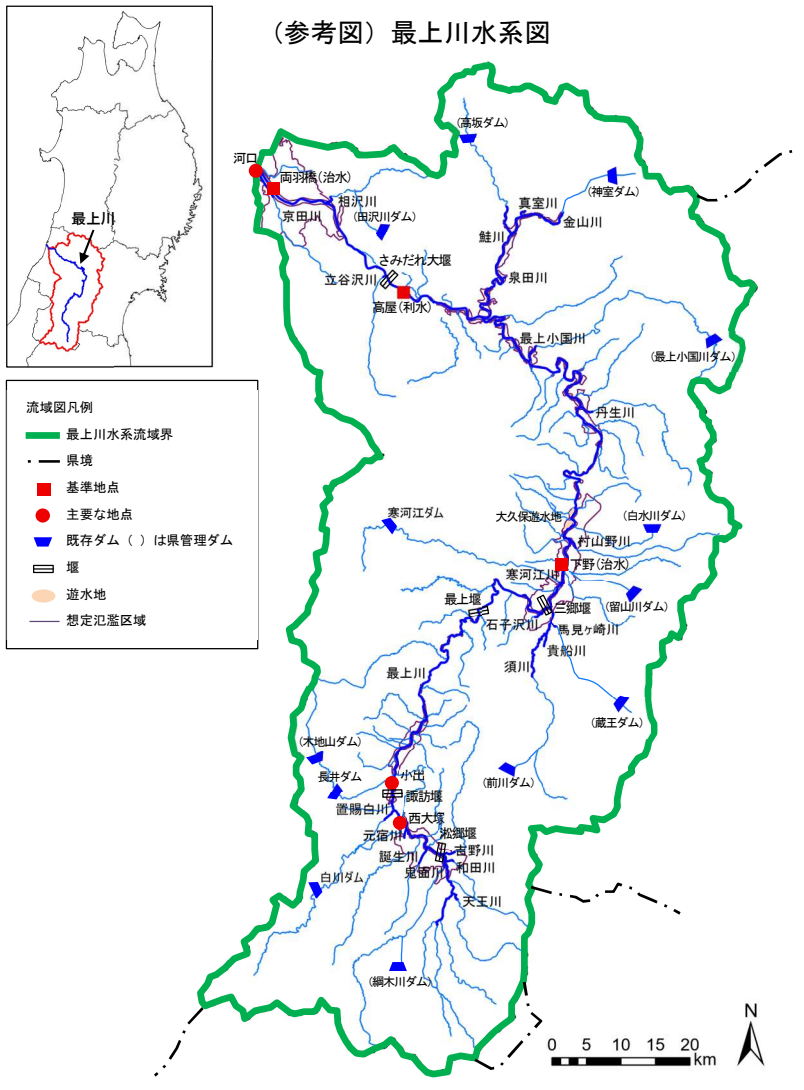 (参考図) 最上川水系図
最上川
流域図凡例
最上川水系流域界
県境
基準地点
主要な地点
既存ダム ( ) は県管理ダム
堰
遊水地
想定氾濫区域
(高坂ダム)
河口
両羽橋(治水)
(神室ダム)
相沢川
真室川
京田川
(田沢川ダム)
金山川
鮭川
さみだれ大堰
立谷沢川
泉田川
高屋(利水)
最上小国川
(最上小国川ダム)
丹生川
寒河江ダム
大久保遊水地
(白水川ダム)
村山野川
下野(治水)
寒河江川
最上堰
三郷堰
(留山川ダム)
石子沢川
馬見ヶ崎川
貴船川
最上川
須川
(蔵王ダム)
(木地山ダム)
小出
(前川ダム)
長井ダム
諏訪堰
置賜白川
西大塚
元宿川
淞郷堰
吉野川
誕生川
和田川
鬼面川
白川ダム
天王川
(綱木川ダム)
N
0 5 10 15 20
km